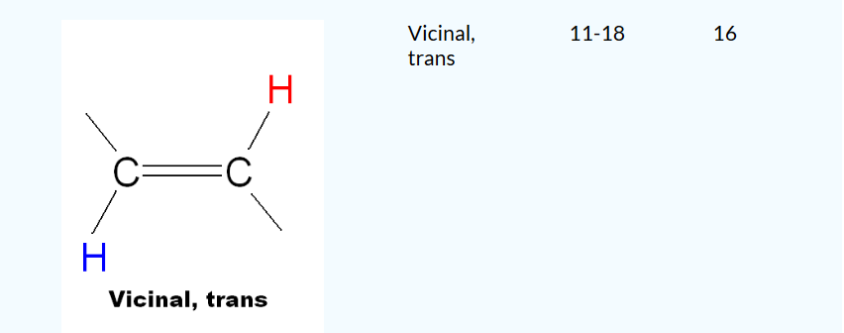 Vicinal, 11-18 16
trans
H
C C
H
Vicinal, trans